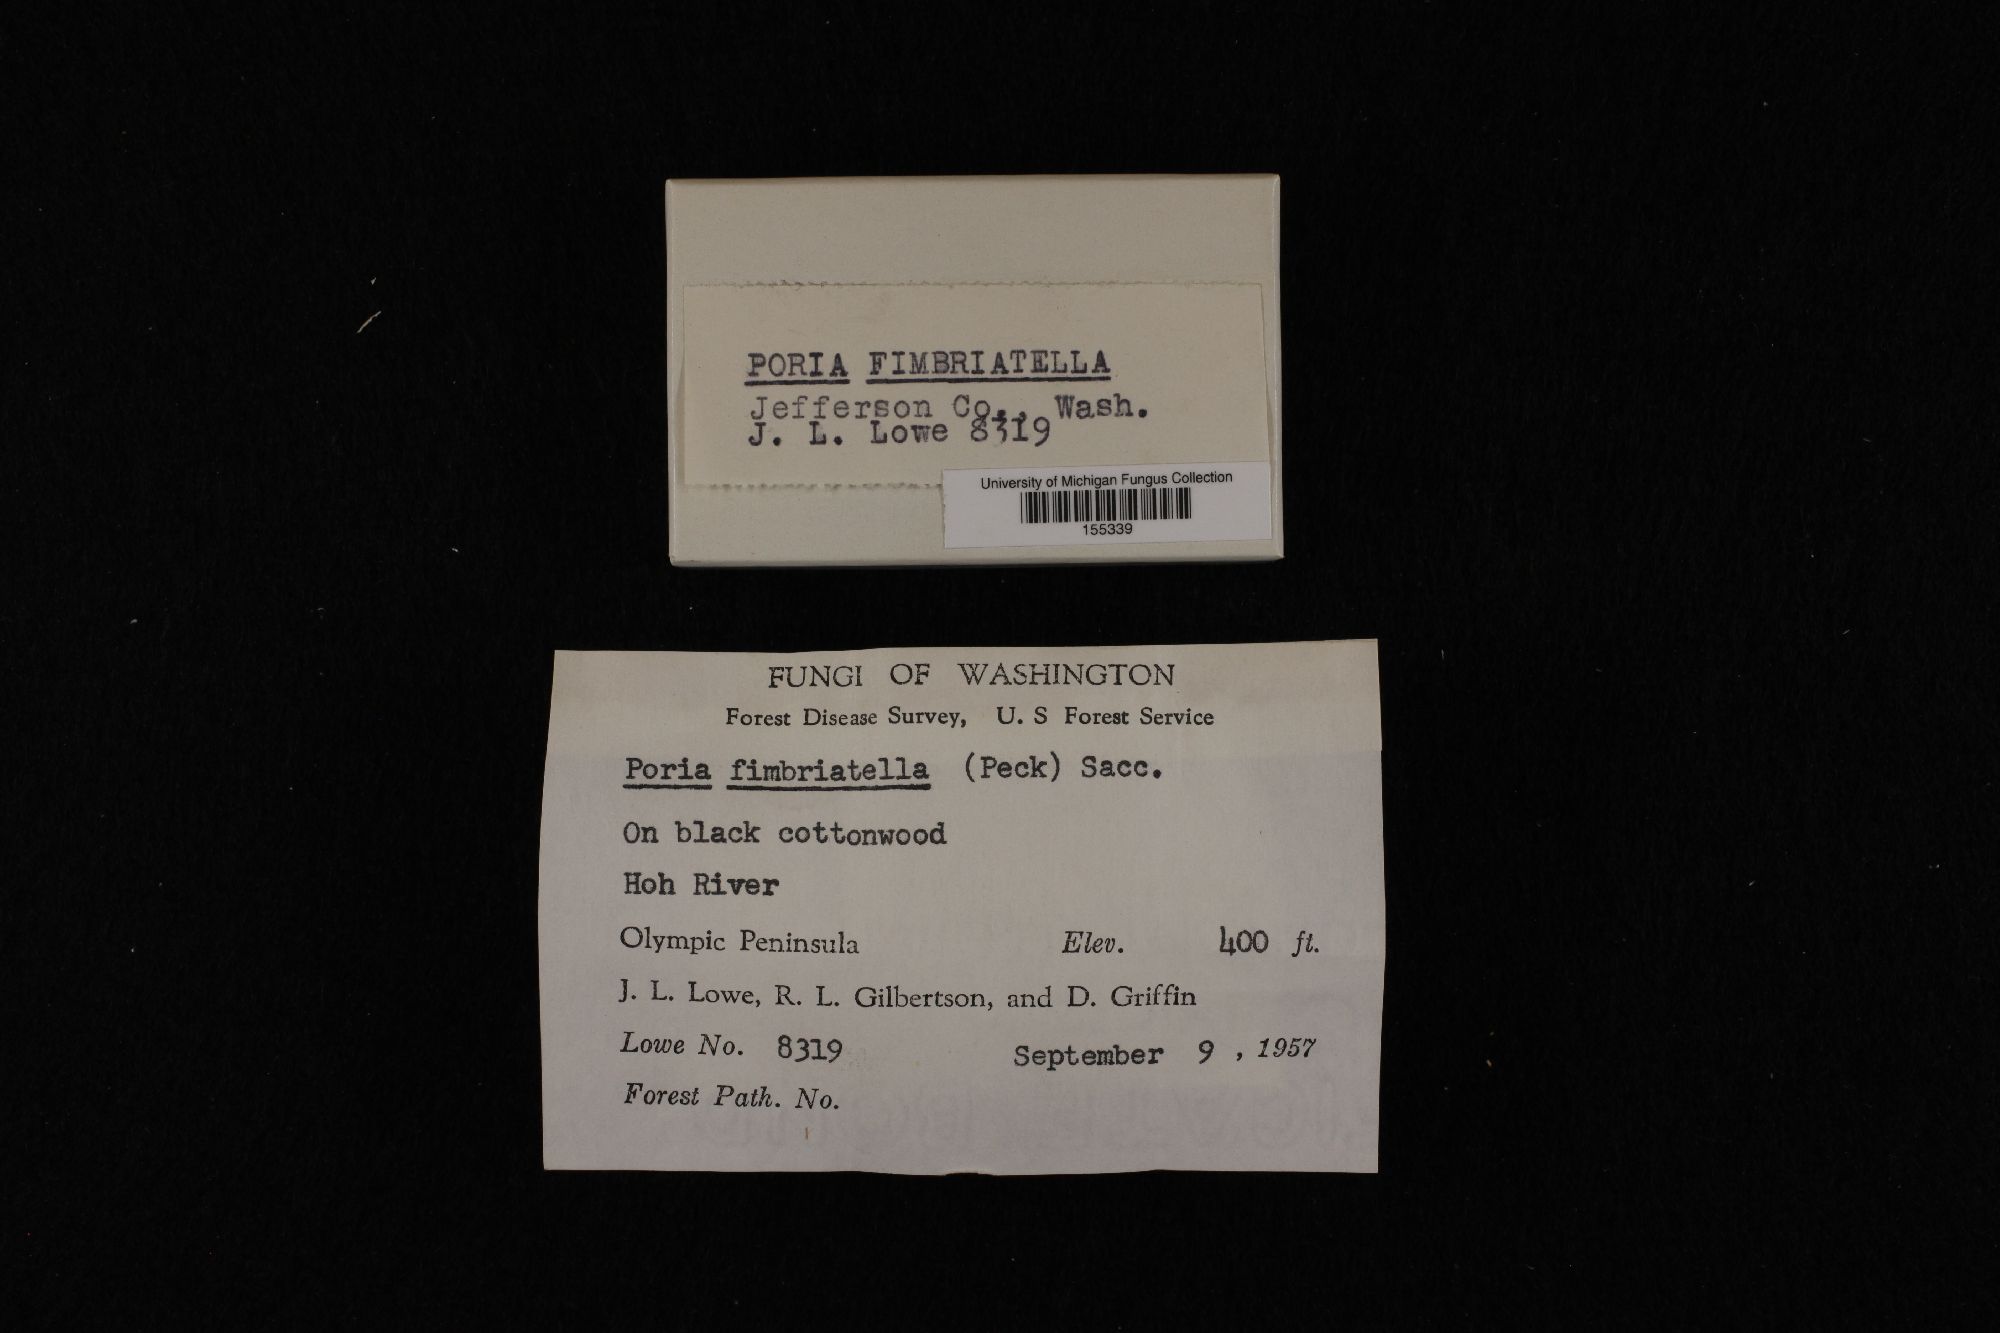 PORIA FIMBRIATELLA
Jefferson Co., Wash.
J. L. Lowe 8319
University of Michigan Fungus Collection
155339
FUNGI OF WASHINGTON
Forest Disease Survey, U. S Forest Service
Poria fimbriatella (Peck) Sacc.
On black cottonwood
Hoh River
Olympic Peninsula Elev. 400 ft.
J. L. Lowe, R. L. Gilbertson, and D. Griffin
Lowe No. 8319 September 9 , 1957
Forest Path. No.